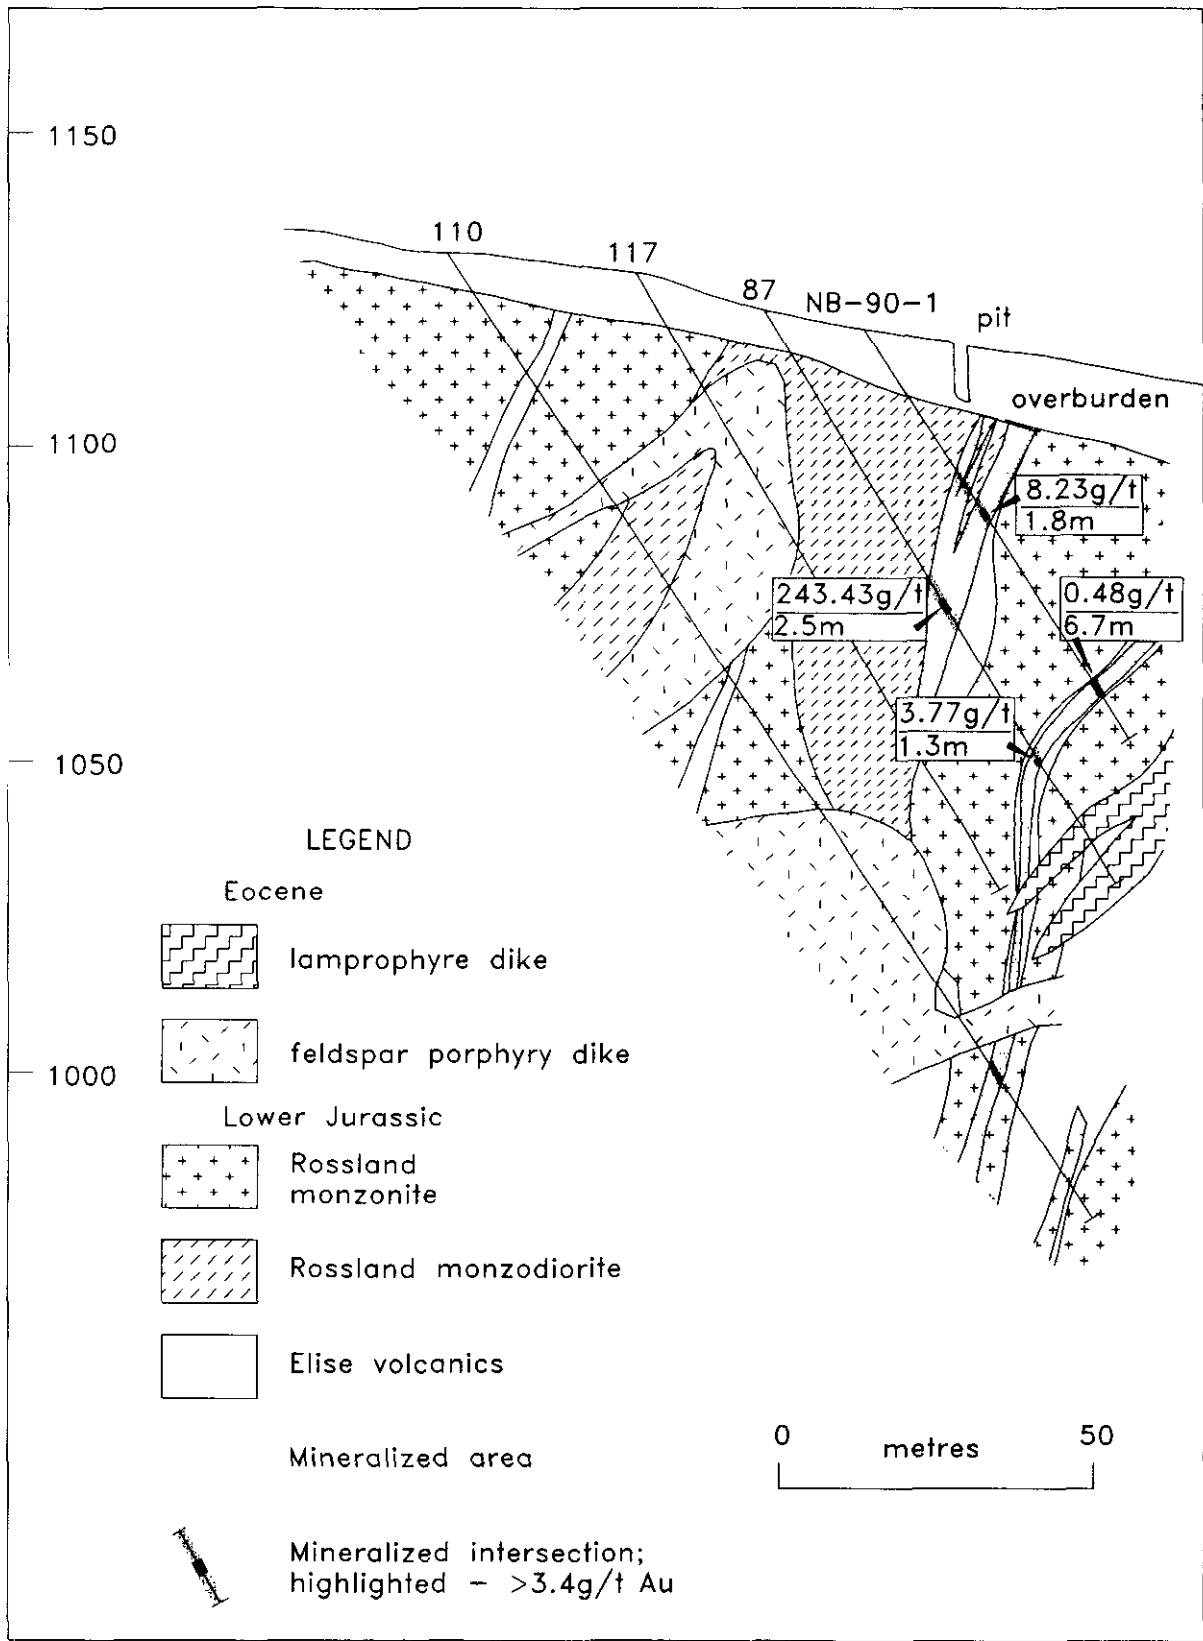 1150
110
117
87
NB-90-1
pit
overburden
1100
8.23g/t
1.8m
243.43g/t
2.5m
0.48g/t
6.7m
3.77g/t
1.3m
1050
LEGEND
Eocene
lamprophyre dike
feldspar porphyry dike
1000
Lower Jurassic
Rossland
monzonite
Rossland monzodiorite
Elise volcanics
Mineralized area
0 metres 50
Mineralized intersection;
highlighted - >3.4g/t Au